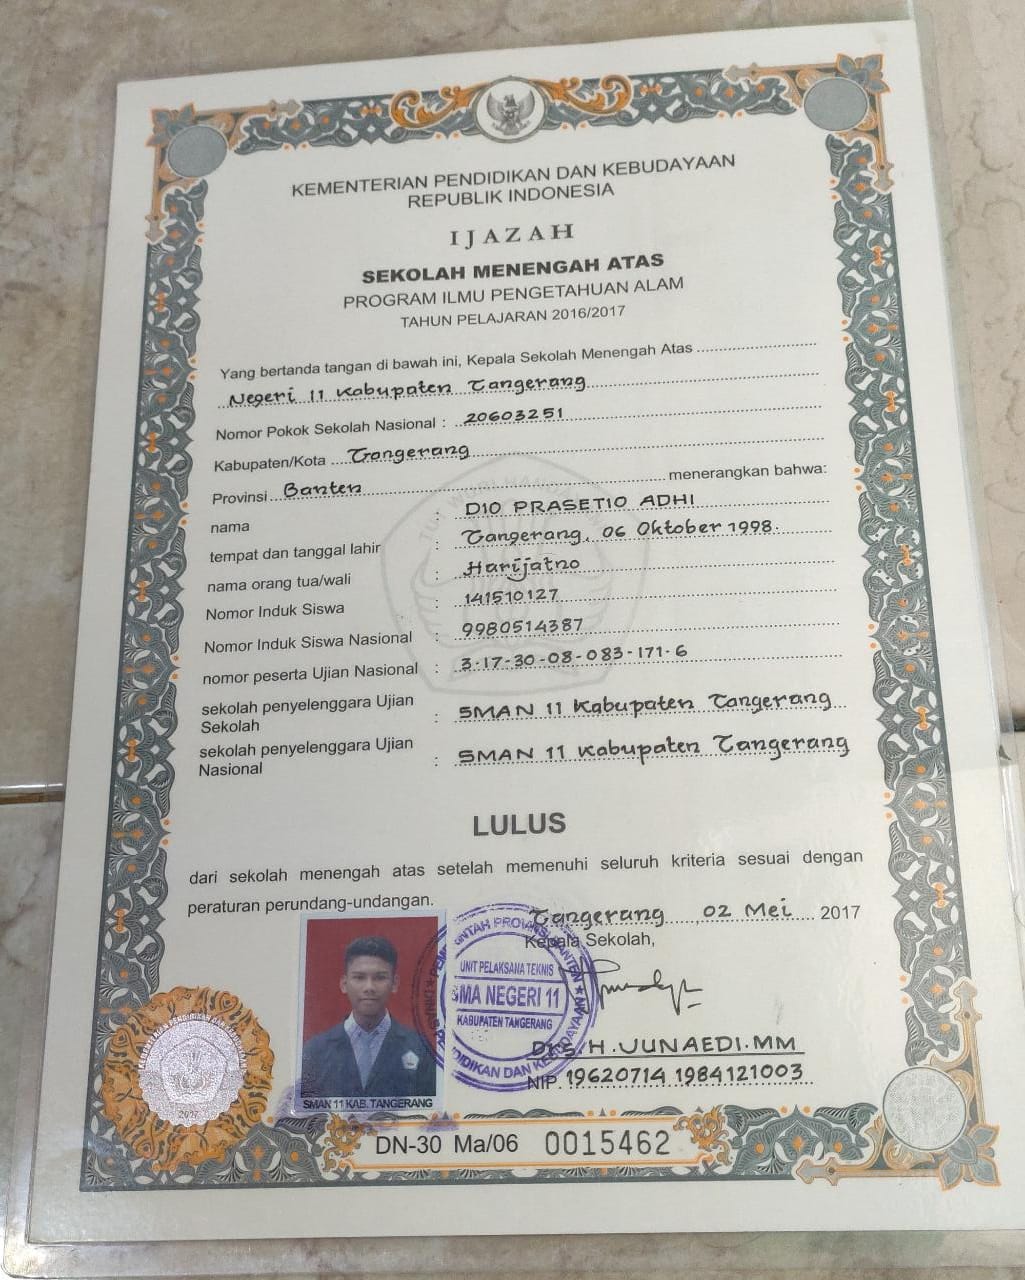 KEMENTERIAN PENDIDIKAN DAN KEBUDAYAAN
REPUBLIK INDONESIA
IJAZAH
SEKOLAH MENENGAH ATAS
PROGRAM ILMU PENGETAHUAN ALAM
TAHUN PELAJARAN 2016/2017
Yang bertanda tangan di bawah ini, Kepala Sekolah Menengah Atas
Negeri 11 Kabupaten Tangerang
Nomor Pokok Sekolah Nasional : 20603251
Kabupaten/Kota Tangerang
Provinsi Banten menerangkan bahwa:
nama : DIO PRASETIO ADHI
tempat dan tanggal lahir : Tangerang, 06 Oktober 1998.
nama orang tua/wali : Harijatno
Nomor Induk Siswa : 141510127
Nomor Induk Siswa Nasional : 9980514387
nomor peserta Ujian Nasional : 3-17-30-08-083-171-6
sekolah penyelenggara Ujian
Sekolah : SMAN 11 Kabupaten Tangerang
sekolah penyelenggara Ujian
Nasional : SMAN 11 Kabupaten Tangerang
LULUS
dari sekolah menengah atas setelah memenuhi seluruh kriteria sesuai dengan
peraturan perundang-undangan.
Tangerang, 02 Mei 2017
Kepala Sekolah,
UNIT PELAKSANA TEKNIS
SMA NEGERI 11
KABUPATEN TANGERANG
Drs. H. JUNAEDI. MM
NIP 19620714 1984121003
SMAN 11 KAB. TANGERANG
DN-30 Ma/06 0015462